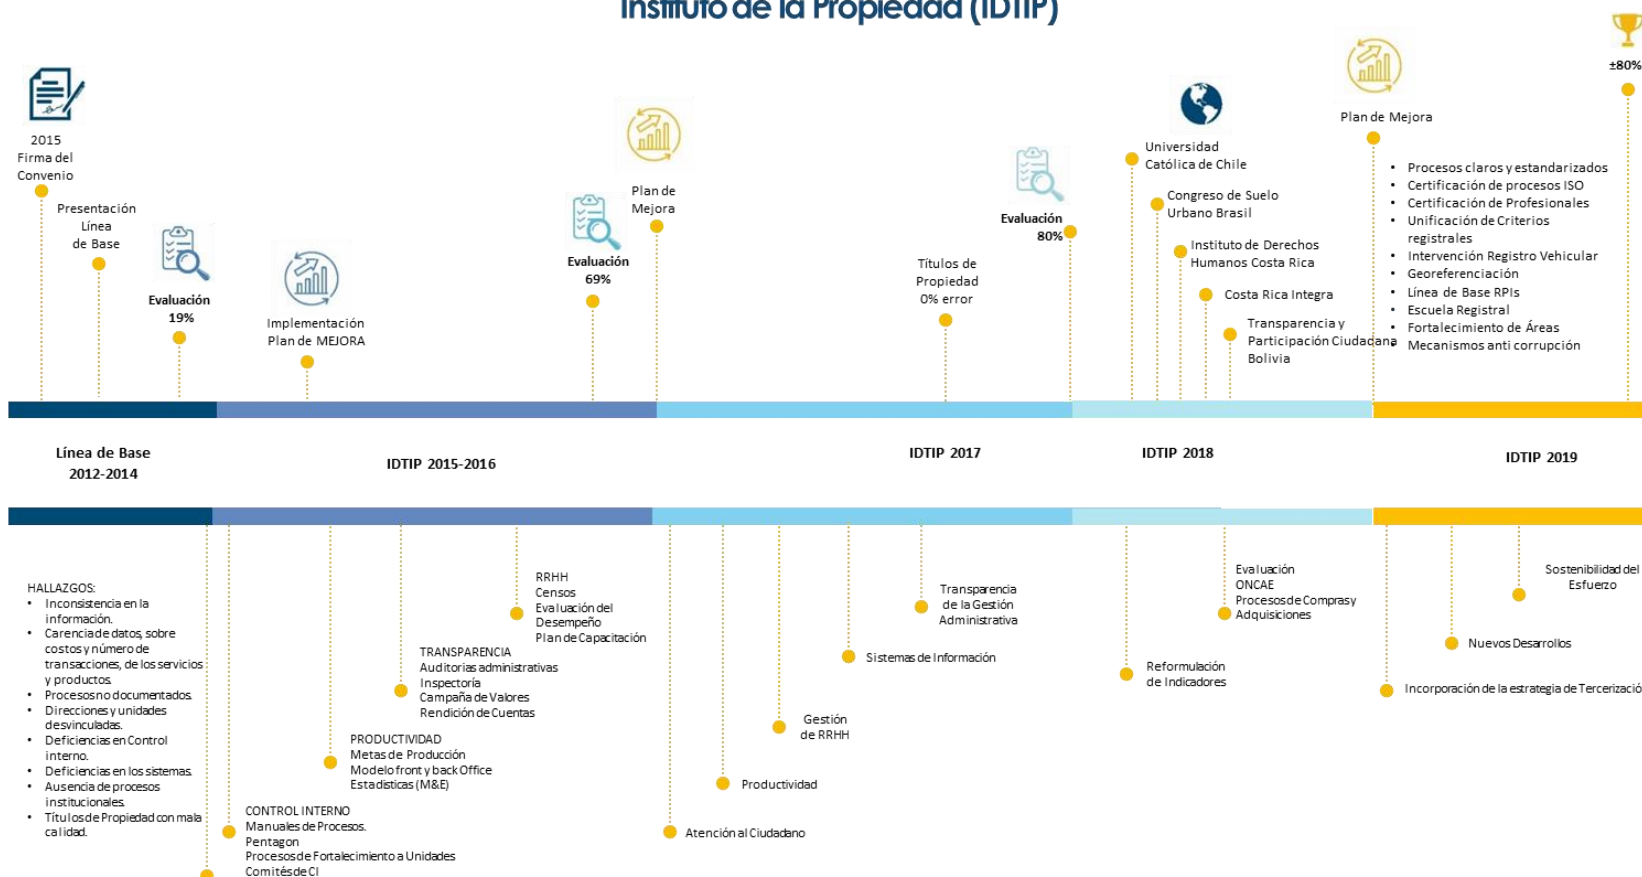 Instituto de la Propiedad (IDTIP)
2015
Firma del
Convenio
Presentación
Línea
de Base
Evaluación
19%
Implementación
Plan de MEJORA
Evaluación
69%
Plan de
Mejora
Títulos de
Propiedad
0% error
Evaluación
80%
Universidad
Católica de Chile
Congreso de Suelo
Urbano Brasil
Instituto de Derechos
Humanos Costa Rica
Costa Rica Integra
Transparencia y
Participación Ciudadana
Bolivia
Plan de Mejora
• Procesos claros y estandarizados
• Certificación de procesos ISO
• Certificación de Profesionales
• Unificación de Criterios
registrales
• Intervención Registro Vehicular
• Georeferenciación
• Línea de Base RPIs
• Escuela Registral
• Fortalecimiento de Áreas
• Mecanismos anti corrupción
±80%
Línea de Base
2012-2014
IDTIP 2015-2016
IDTIP 2017
IDTIP 2018
IDTIP 2019
HALLAZGOS:
• Inconsistencia en la
información.
• Carencia de datos, sobre
costos y número de
transacciones, de los servicios
y productos.
• Procesos no documentados.
• Direcciones y unidades
desvinculadas.
• Deficiencias en Control
interno.
• Deficiencias en los sistemas.
• Ausencia de procesos
institucionales.
• Títulos de Propiedad con mala
calidad.
CONTROL INTERNO
Manuales de Procesos.
Pentagon
Procesos de Fortalecimiento a Unidades
Comités de CI
PRODUCTIVIDAD
Metas de Producción
Modelo front y back Office
Estadísticas (M&E)
TRANSPARENCIA
Auditorias administrativas
Inspectoría
Campaña de Valores
Rendición de Cuentas
RRHH
Censos
Evaluación del
Desempeño
Plan de Capacitación
Atención al Ciudadano
Productividad
Gestión
de RRHH
Sistemas de Información
Transparencia
de la Gestión
Administrativa
Reformulación
de Indicadores
Evaluación
ONCAE
Procesos de Compras y
Adquisiciones
Incorporación de la estrategia de Tercerizació
Nuevos Desarrollos
Sostenibilidad del
Esfuerzo